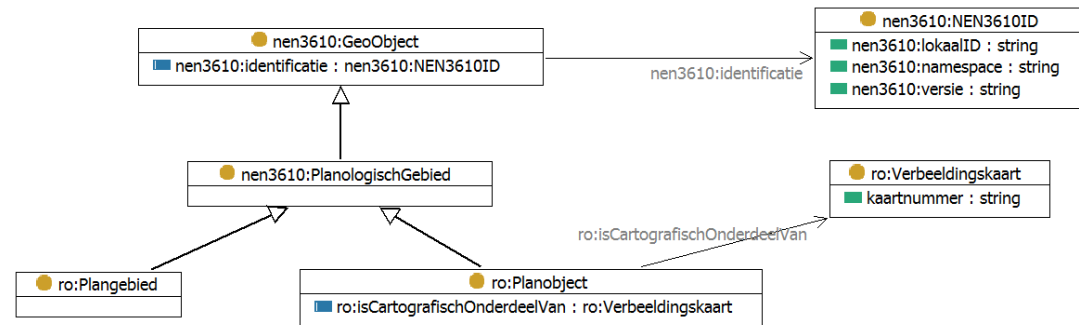 nen3610:GeoObject
nen3610:identificatie : nen3610:NEN3610ID
nen3610:identificatie
nen3610:NEN3610ID
nen3610:lokaalID : string
nen3610:namespace : string
nen3610:versie : string
nen3610:PlanologischGebied
ro:Verbeeldingskaart
kaartnummer : string
ro:isCartografischOnderdeelVan
ro:Plangebied
ro:Planobject
ro:isCartografischOnderdeelVan : ro:Verbeeldingskaart